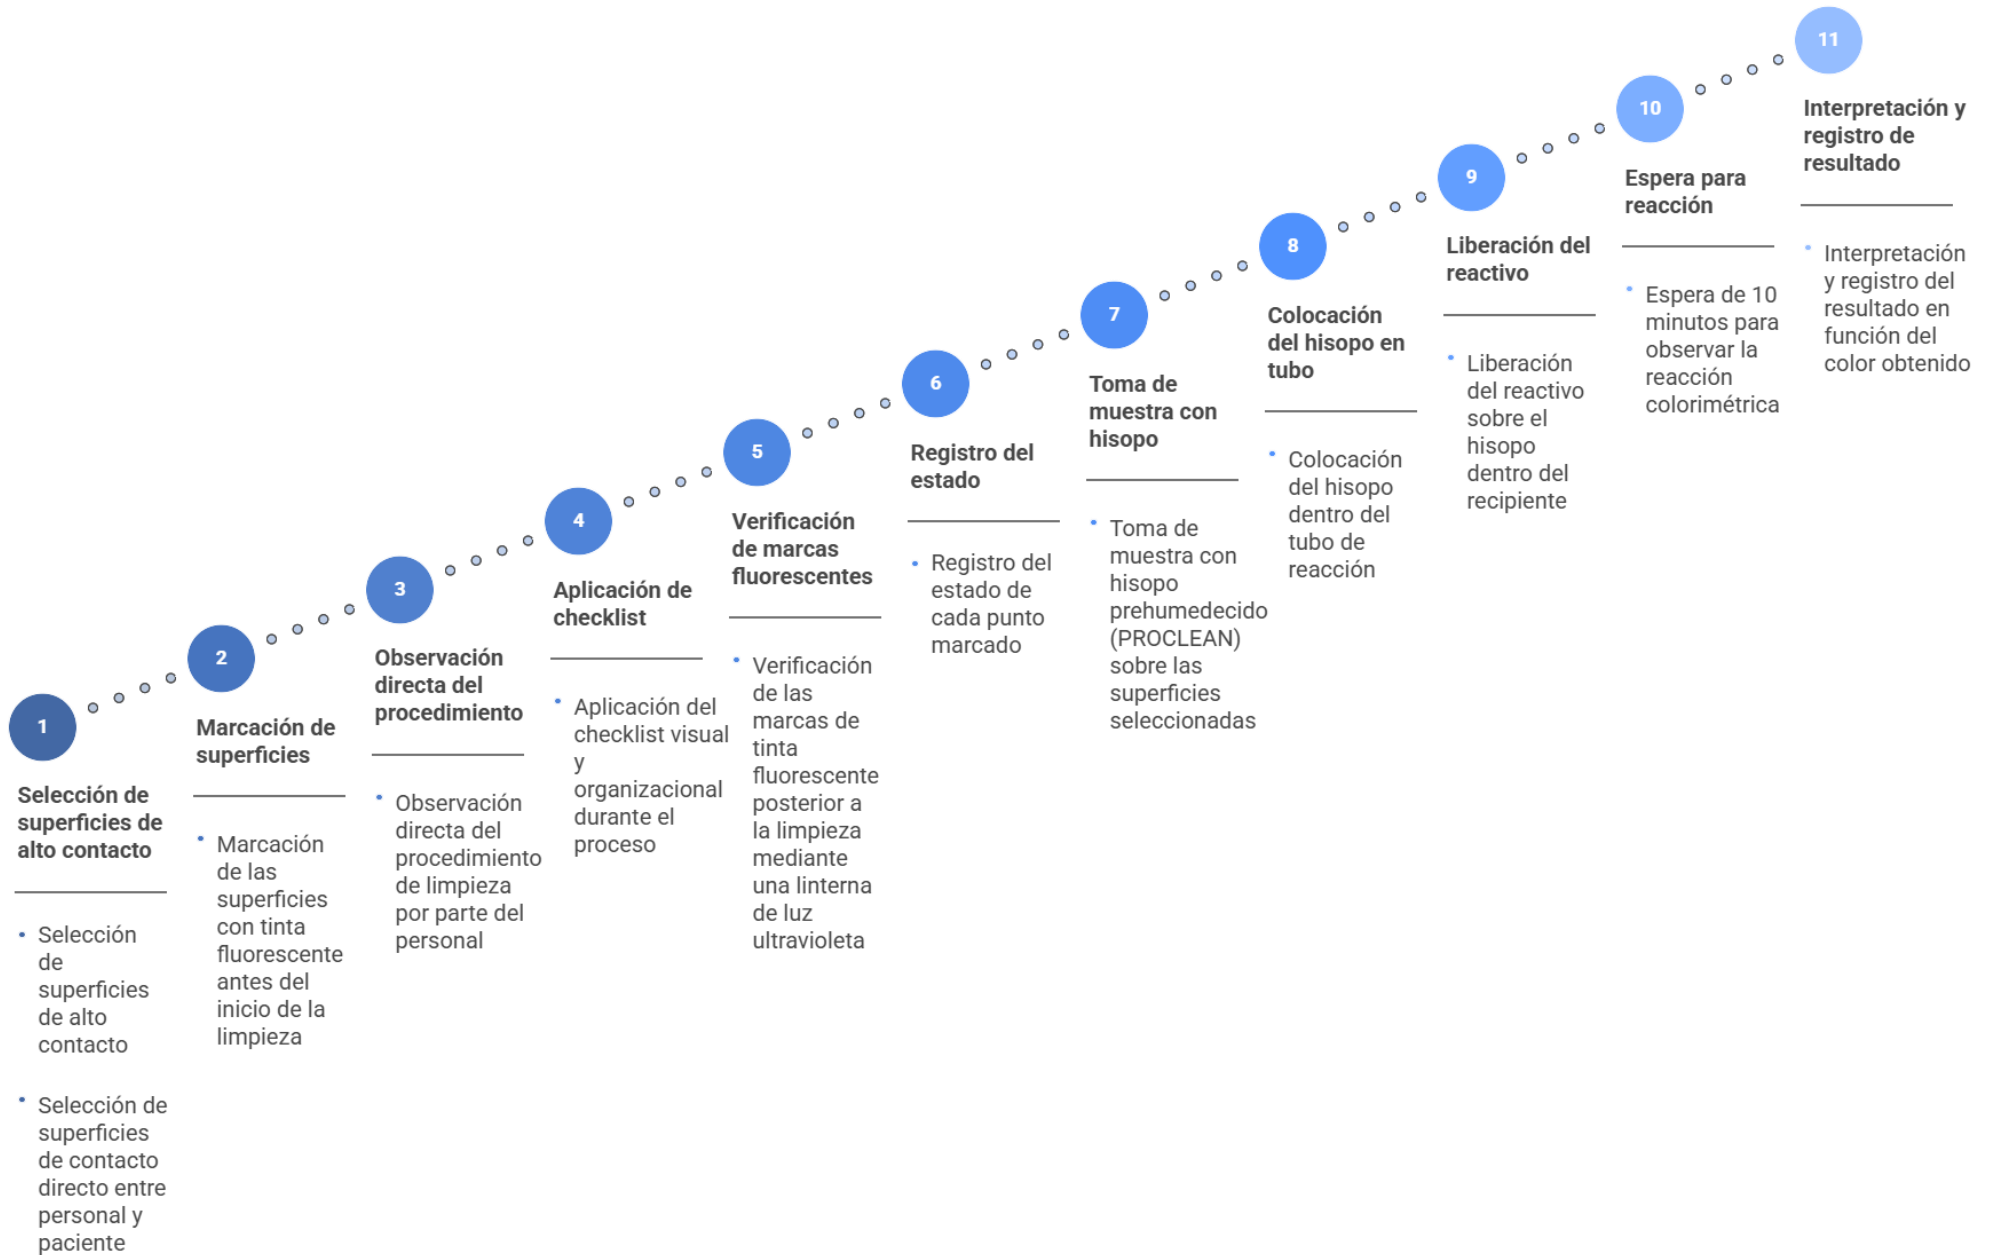 1
Selección de
superficies de
alto contacto
Selección
de
superficies
de alto
contacto
Selección de
superficies
de contacto
directo entre
personal y
paciente
2
Marcación de
superficies
Marcación
de las
superficies
con tinta
fluorescente
antes del
inicio de la
limpieza
3
Observación
directa del
procedimiento
Observación
directa del
procedimiento
de limpieza
por parte del
personal
4
Aplicación de
checklist
Aplicación del
checklist visual
y
organizacional
durante el
proceso
5
Verificación
de marcas
fluorescentes
Verificación
de las
marcas de
tinta
fluorescente
posterior a
la limpieza
mediante
una linterna
de luz
ultravioleta
6
Registro del
estado
Registro del
estado de
cada punto
marcado
7
Toma de
muestra con
hisopo
Toma de
muestra con
hisopo
prehumedecido
(PROCLEAN)
sobre las
superficies
seleccionadas
8
Colocación
del hisopo en
tubo
Colocación
del hisopo
dentro del
tubo de
reacción
9
Liberación del
reactivo
Liberación
del reactivo
sobre el
hisopo
dentro del
recipiente
10
Espera para
reacción
Espera de 10
minutos para
observar la
reacción
colorimétrica
11
Interpretación y
registro de
resultado
Interpretación
y registro del
resultado en
función del
color obtenido